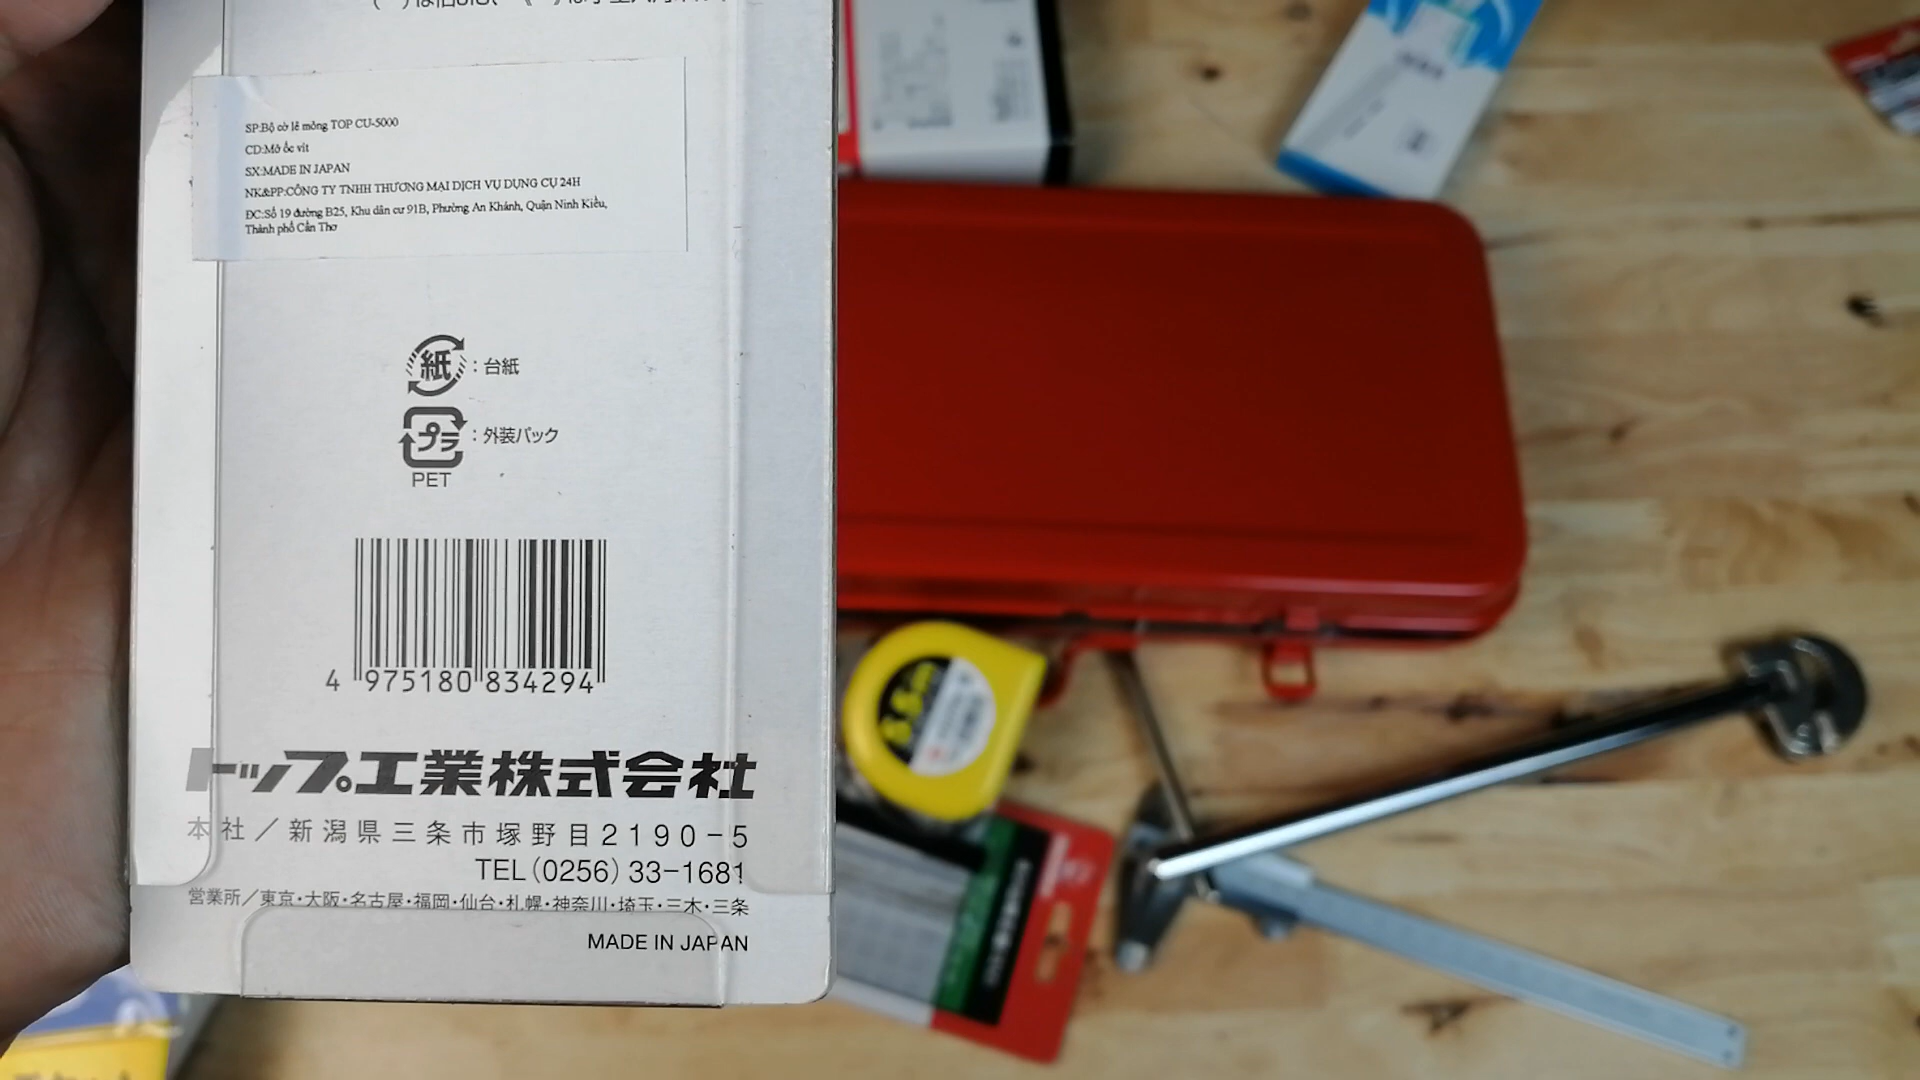 SP:Bộ cờ lê mỏng TOP CU-5000
CD:Mở ốc vít
SX:MADE IN JAPAN
NK&PP:CÔNG TY TNHH THƯƠNG MẠI DỊCH VỤ DỤNG CỤ 24H
ĐC:Số 19 đường B25, Khu dân cư 91B, Phường An Khánh, Quận Ninh Kiều,
Thành phố Cần Thơ
紙：台紙
プラ：外装パック
PET
4 975180 834294
トップ工業株式会社
本社／新潟県三条市塚野目2190-5
TEL(0256)33-1681
営業所／東京・大阪・名古屋・福岡・仙台・札幌・神奈川・埼玉・三木・三条
MADE IN JAPAN
5.5m